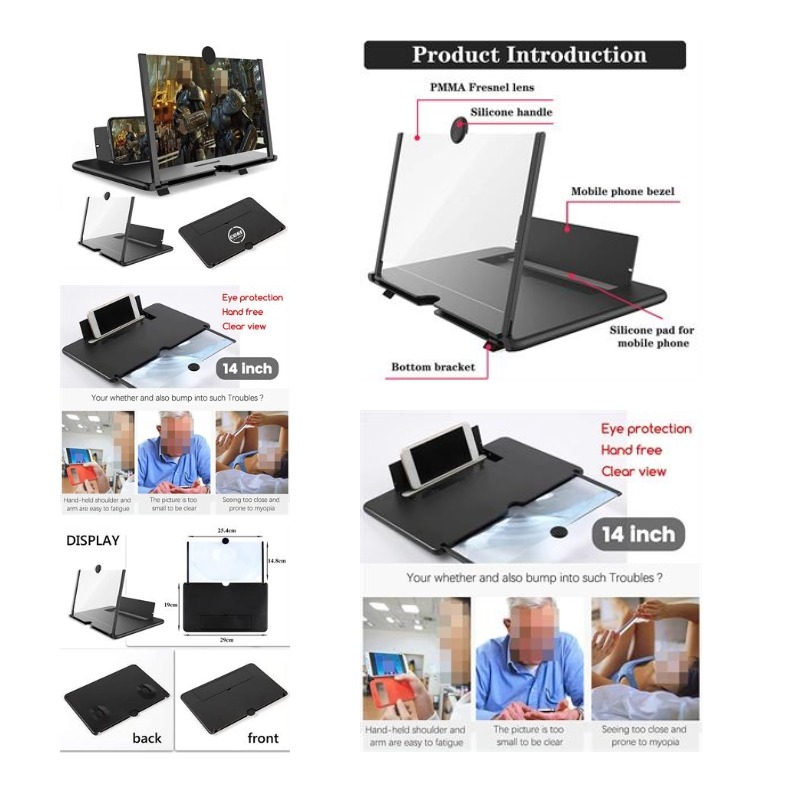 Product Introduction
PMMA Fresnel lens
Silicone handle
Mobile phone bezel
Silicone pad for
mobile phone
Bottom bracket
Eye protection
Hand free
Clear view
14 inch
Your whether and also bump into such Troubles ?
Hand-held shoulder and
arm are easy to fatigue
The picture is too
small to be clear
Seeing too close and
prone to myopia
DISPLAY
25.4cm
14.8cm
19cm
29cm
back
front
Eye protection
Hand free
Clear view
14 inch
Your whether and also bump into such Troubles ?
Hand-held shoulder and
arm are easy to fatigue
The picture is too
small to be clear
Seeing too close and
prone to myopia